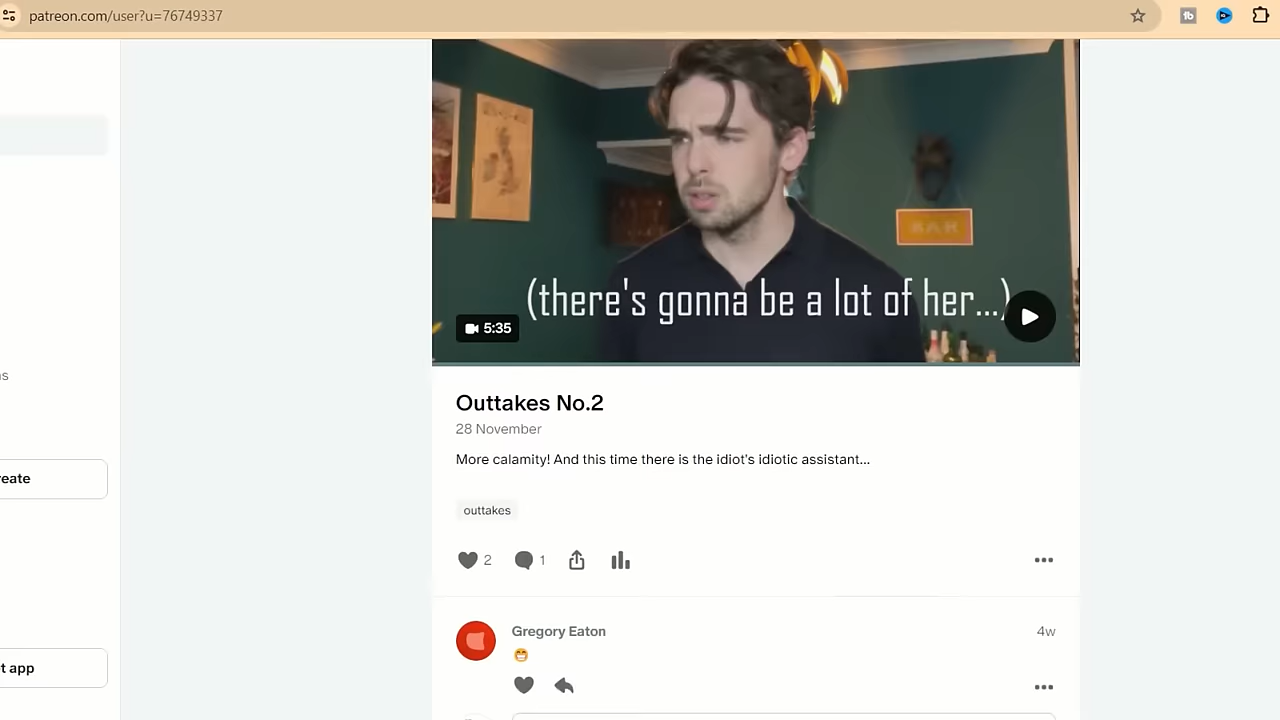 patreon.com/user?u=76749337
BAR
(there's gonna be a lot of her...)
5:35
Outtakes No.2
28 November
More calamity! And this time there is the idiot's idiotic assistant...
outtakes
2
1
Gregory Eaton
4w
s
reate
t app